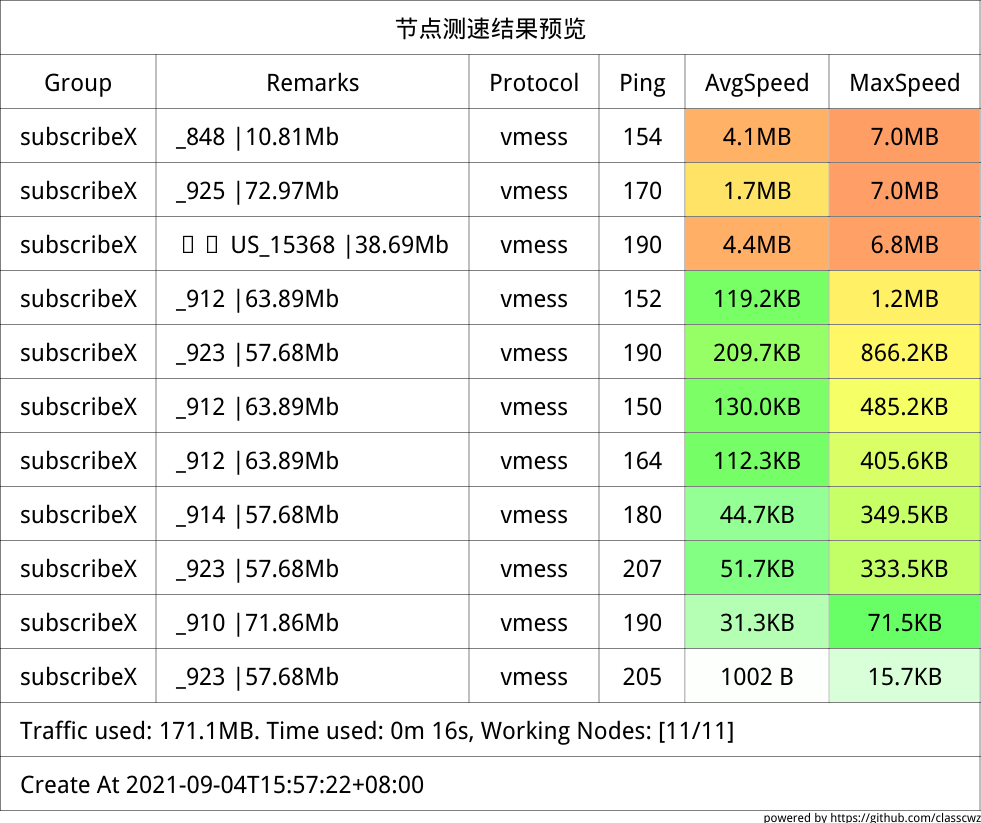 节点测速结果预览
Group Remarks Protocol Ping AvgSpeed MaxSpeed
subscribeX _848 |10.81Mb vmess 154 4.1MB 7.0MB
subscribeX _925 |72.97Mb vmess 170 1.7MB 7.0MB
subscribeX US_15368 |38.69Mb vmess 190 4.4MB 6.8MB
subscribeX _912 |63.89Mb vmess 152 119.2KB 1.2MB
subscribeX _923 |57.68Mb vmess 190 209.7KB 866.2KB
subscribeX _912 |63.89Mb vmess 150 130.0KB 485.2KB
subscribeX _912 |63.89Mb vmess 164 112.3KB 405.6KB
subscribeX _914 |57.68Mb vmess 180 44.7KB 349.5KB
subscribeX _923 |57.68Mb vmess 207 51.7KB 333.5KB
subscribeX _910 |71.86Mb vmess 190 31.3KB 71.5KB
subscribeX _923 |57.68Mb vmess 205 1002 B 15.7KB
Traffic used: 171.1MB. Time used: 0m 16s, Working Nodes: [11/11]
Create At 2021-09-04T15:57:22+08:00
powered by https://github.com/classcwz